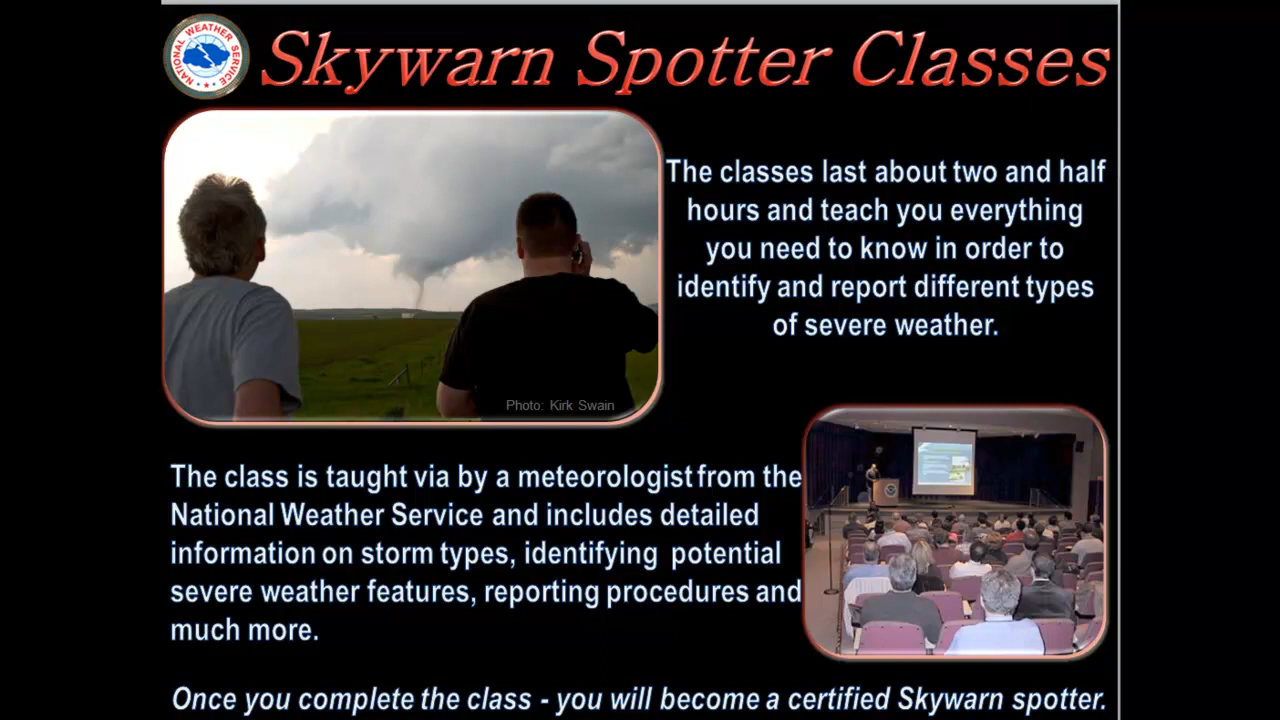 NATIONAL WEATHER SERVICE
Skywarn Spotter Classes
The classes last about two and half
hours and teach you everything
you need to know in order to
identify and report different types
of severe weather.
Photo: Kirk Swain
The class is taught via by a meteorologist from the
National Weather Service and includes detailed
information on storm types, identifying potential
severe weather features, reporting procedures and
much more.
Once you complete the class - you will become a certified Skywarn spotter.